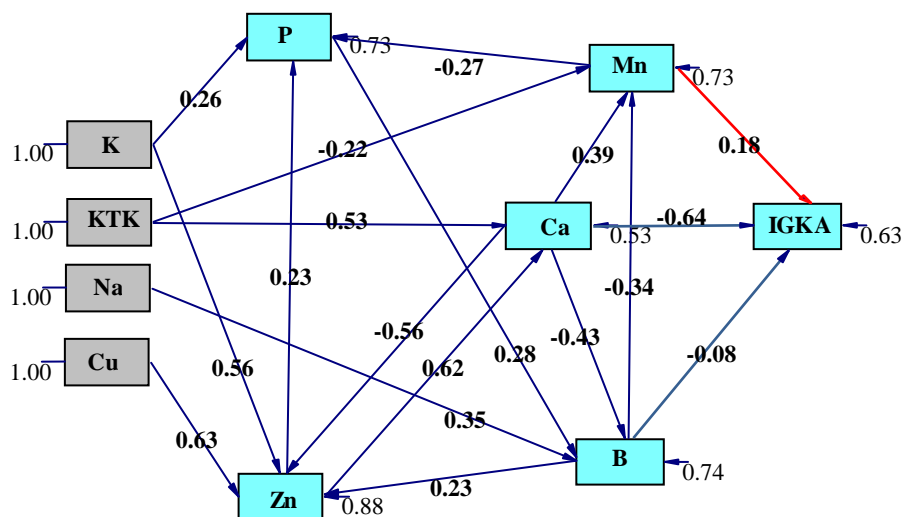 P
0.73
-0.27
Mn
0.73
0.26
K
1.00
-0.22
0.39
0.18
KTK
1.00
0.53
Ca
0.53
-0.64
IGKA
0.63
Na
1.00
0.23
-0.34
Cu
1.00
-0.56
-0.43
0.56
0.62
0.28
-0.08
0.63
0.35
B
0.74
Zn
0.88
0.23